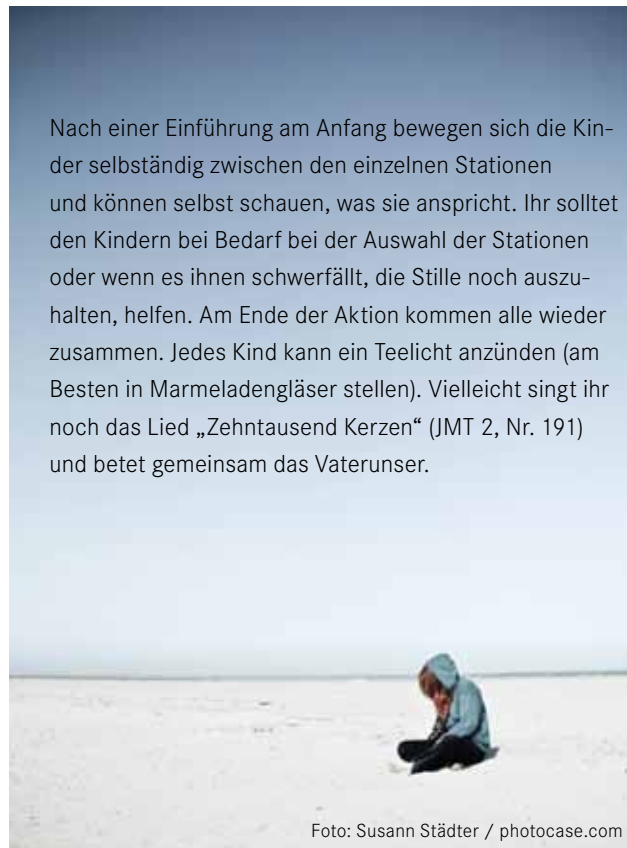 Nach einer Einführung am Anfang bewegen sich die Kin-
der selbständig zwischen den einzelnen Stationen
und können selbst schauen, was sie anspricht. Ihr solltet
den Kindern bei Bedarf bei der Auswahl der Stationen
oder wenn es ihnen schwerfällt, die Stille noch auszu-
halten, helfen. Am Ende der Aktion kommen alle wieder
zusammen. Jedes Kind kann ein Teelicht anzünden (am
Besten in Marmeladengläser stellen). Vielleicht singt ihr
noch das Lied „Zehntausend Kerzen“ (JMT 2, Nr. 191)
und betet gemeinsam das Vaterunser.
Foto: Susann Städter / photocase.com